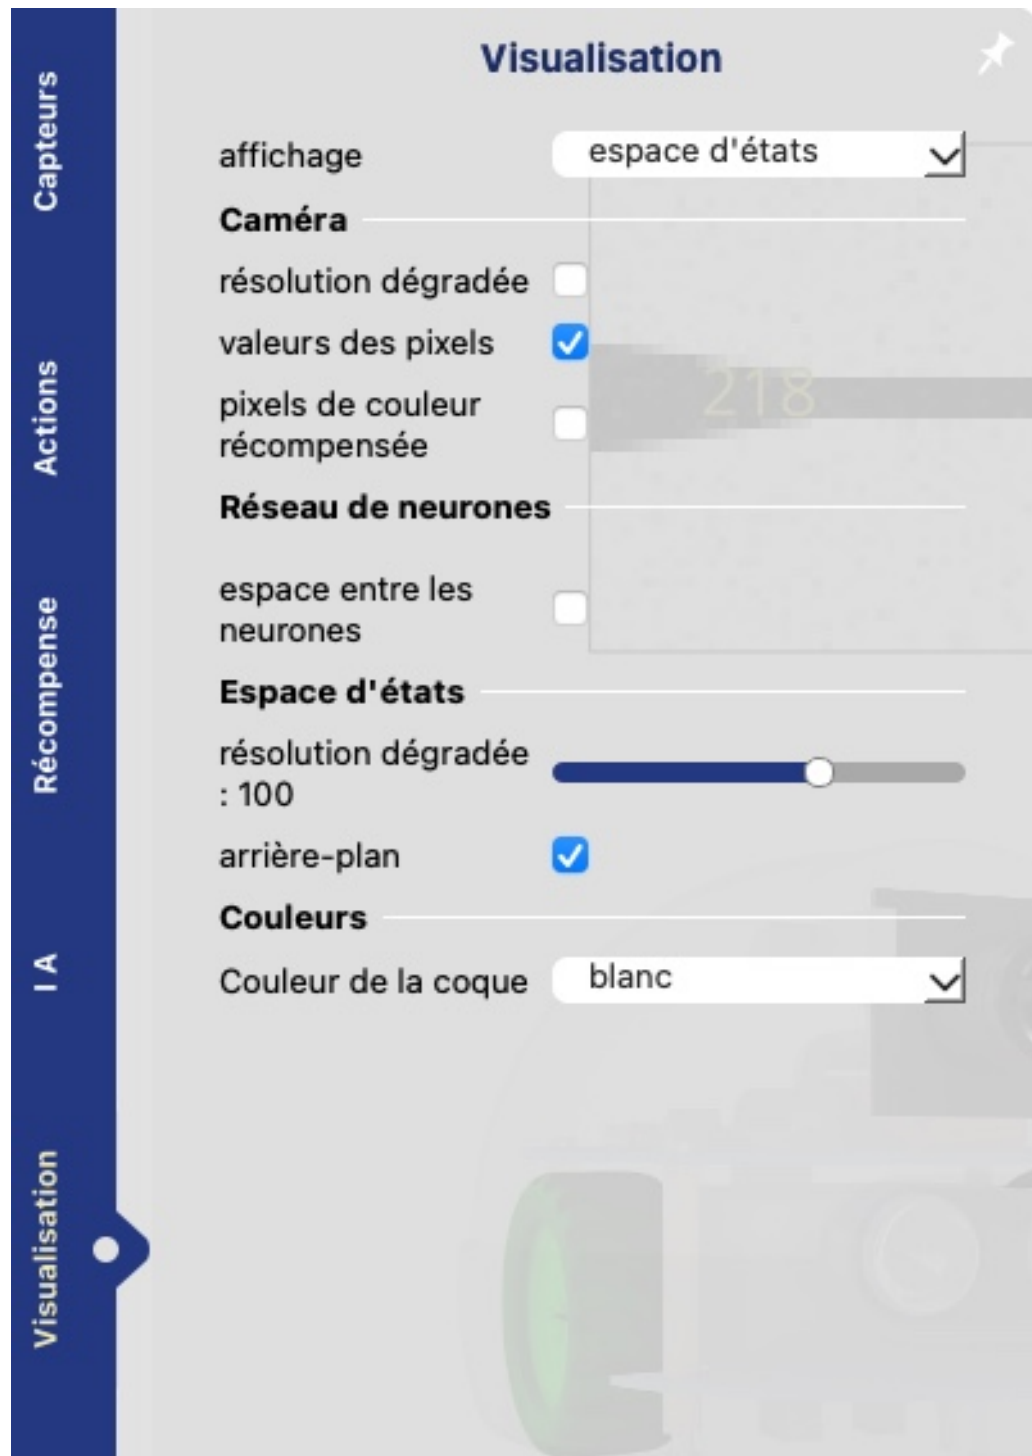 Visualisation
affichage
espace d'états
Caméra
résolution dégradée
valeurs des pixels
218
pixels de couleur
récompensée
Réseau de neurones
espace entre les
neurones
Espace d'états
résolution dégradée
: 100
arrière-plan
Couleurs
Couleur de la coque
blanc
Capteurs
Actions
Récompense
I A
Visualisation